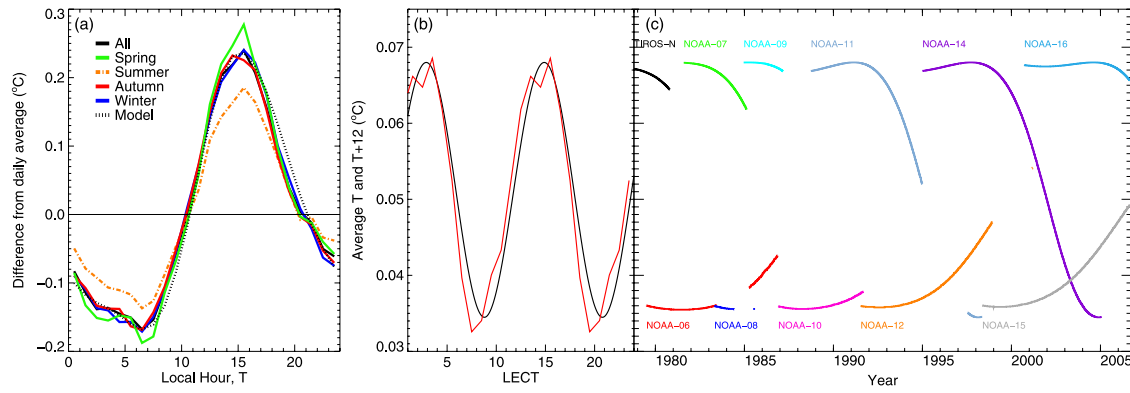 (a)
All
Spring
Summer
Autumn
Winter
Model
Difference from daily average (°C)
0.3
0.2
0.1
0.0
−0.1
−0.2
0
5
10
15
20
Local Hour, T
(b)
Average T and T+12 (°C)
0.07
0.06
0.05
0.04
0.03
5
10
15
20
LECT
(c)
TIROS−N
NOAA−07
NOAA−09
NOAA−11
NOAA−14
NOAA−16
NOAA−06
NOAA−08
NOAA−10
NOAA−12
NOAA−15
1980
1985
1990
1995
2000
2005
Year